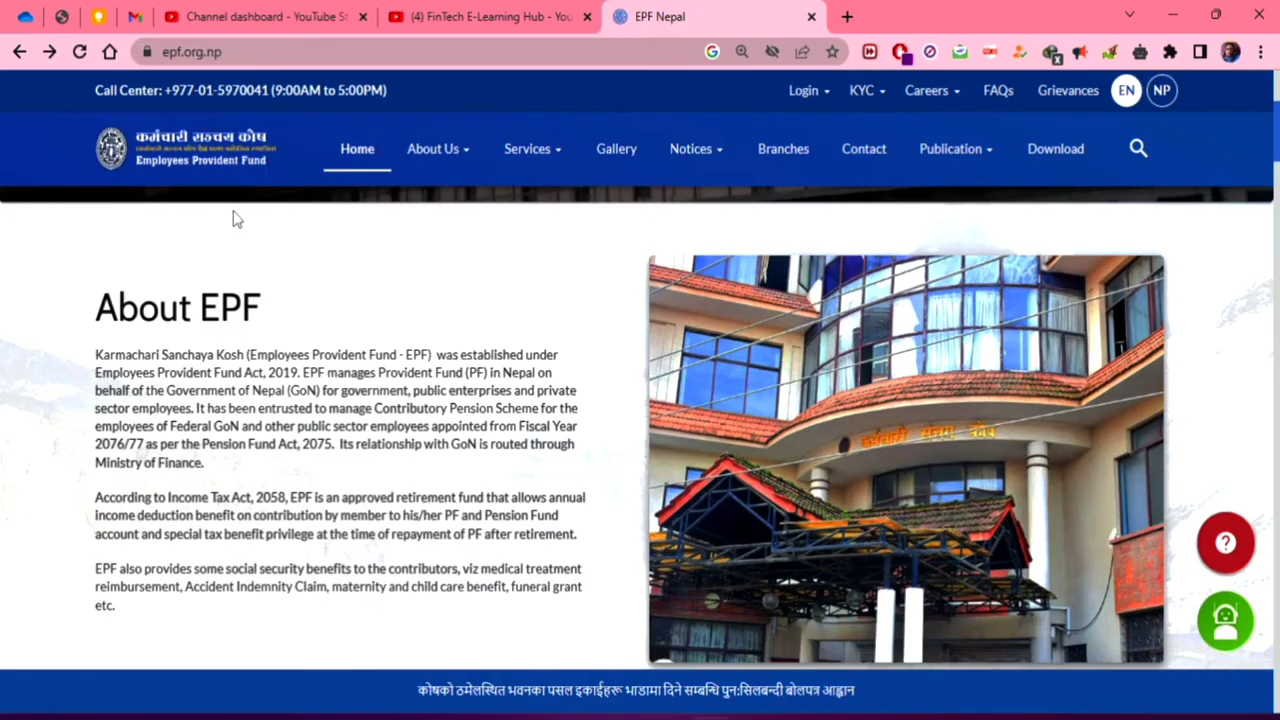 Channel dashboard - YouTube St
(4) FinTech E-Learning Hub - You
EPF Nepal
epf.org.np
Call Center: +977-01-5970041 (9:00AM to 5:00PM)
Login
KYC
Careers
FAQs
Grievances
EN
NP
कर्मचारी सञ्चय कोष
Employees Provident Fund
Home
About Us
Services
Gallery
Notices
Branches
Contact
Publication
Download
About EPF
Karmachari Sanchaya Kosh (Employees Provident Fund - EPF) was established under
Employees Provident Fund Act, 2019. EPF manages Provident Fund (PF) in Nepal on
behalf of the Government of Nepal (GoN) for government, public enterprises and private
sector employees. It has been entrusted to manage Contributory Pension Scheme for the
employees of Federal GoN and other public sector employees appointed from Fiscal Year
2076/77 as per the Pension Fund Act, 2075. Its relationship with GoN is routed through
Ministry of Finance.
According to Income Tax Act, 2058, EPF is an approved retirement fund that allows annual
income deduction benefit on contribution by member to his/her PF and Pension Fund
account and special tax benefit privilege at the time of repayment of PF after retirement.
EPF also provides some social security benefits to the contributors, viz medical treatment
reimbursement, Accident Indemnity Claim, maternity and child care benefit, funeral grant
etc.
कर्मचारी संचय कोष
कोषको ठमेलस्थित भवनका पसल इकाईहरू भाडामा दिने सम्बन्धि पुन:सिलबन्दी बोलपत्र आह्वान